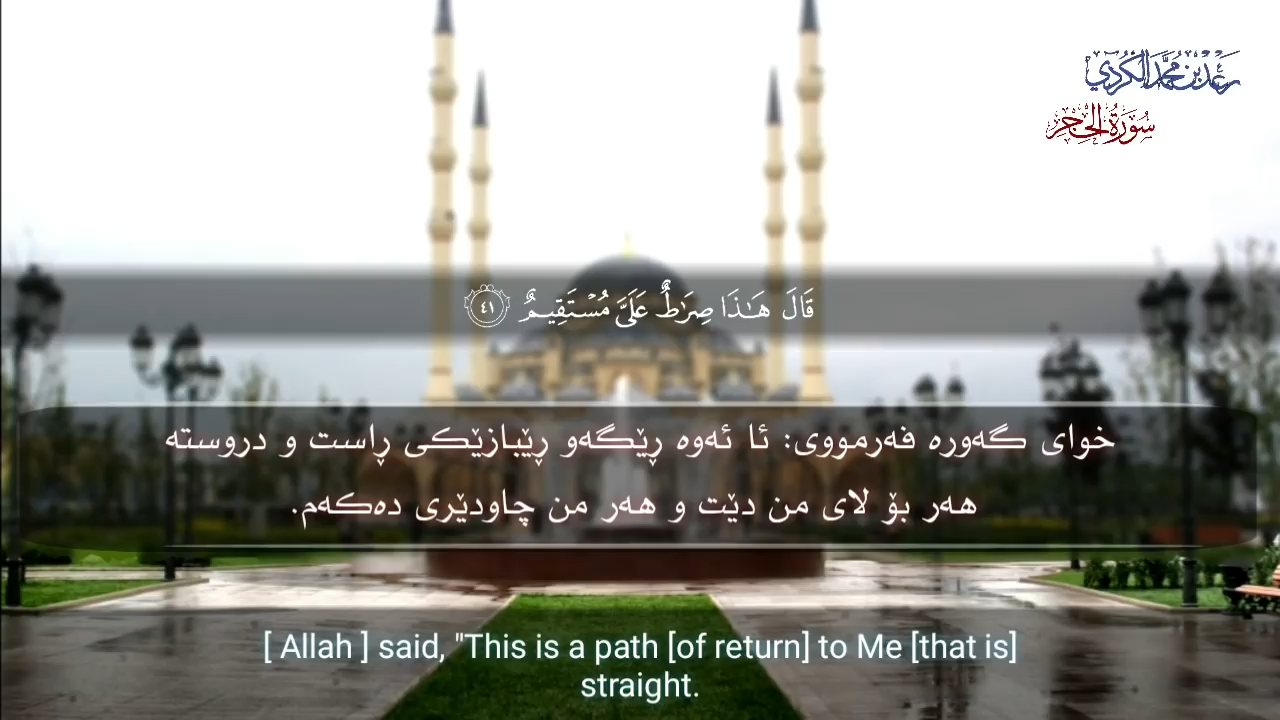 رعد بن محمد الكردي
سورة الحجر
قَالَ هَٰذَا صِرَٰطٌ عَلَىَّ مُسْتَقِيمٌ ٤١
خوای گەورە فەرمووی: ئا ئەوە ڕێگەو ڕێبازێکی ڕاست و دروستە
هەر بۆ لای من دێت و هەر من چاودێری دەکەم.
[ Allah ] said, "This is a path [of return] to Me [that is]
straight.